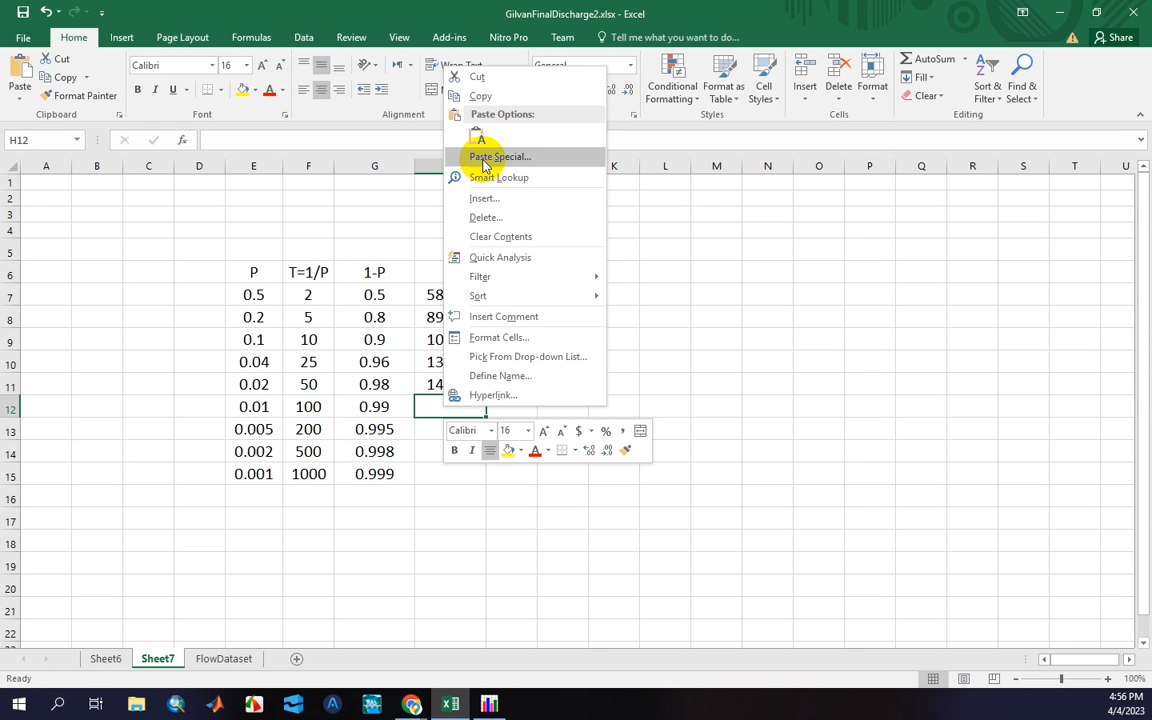 GilvanFinalDischarge2.xlsx - Excel
File Home Insert Page Layout Formulas Data Review View Add-ins Nitro Pro Team Tell me what you want to do... Share
Cut
Copy
Format Painter
Paste
Calibri 16
Wrap Text
General
B I U
Conditional Formatting
Format as Table
Cell Styles
Insert Delete Format
AutoSum
Fill
Clear
Sort & Filter
Find & Select
Clipboard Font Alignment Styles Cells Editing
H12
A B C D E F G K L M N O P Q R S T U
1
2
3
4
5
6 P T=1/P 1-P
7 0.5 2 0.5 58
8 0.2 5 0.8 89
9 0.1 10 0.9 10
10 0.04 25 0.96 13
11 0.02 50 0.98 14
12 0.01 100 0.99
13 0.005 200 0.995
14 0.002 500 0.998
15 0.001 1000 0.999
16
17
18
19
20
21
22
Cut
Copy
Paste Options:
Paste Special...
Smart Lookup
Insert...
Delete...
Clear Contents
Quick Analysis
Filter
Sort
Insert Comment
Format Cells...
Pick From Drop-down List...
Define Name...
Hyperlink...
Calibri 16 A A $ % ,
B I A
Sheet6 Sheet7 FlowDataset
Ready
100%
4:56 PM
4/4/2023